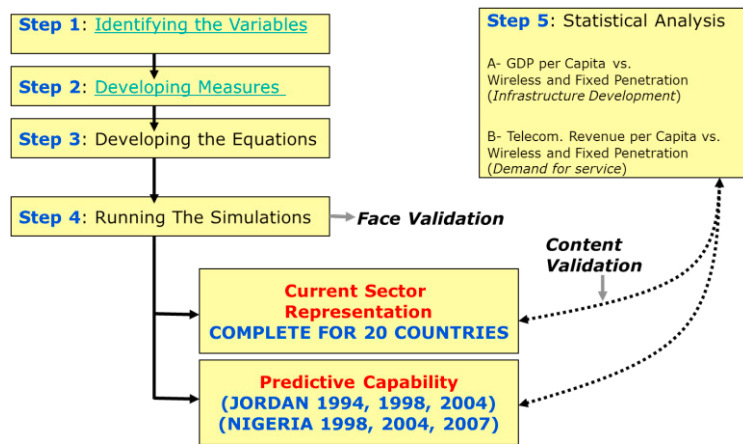 Step 1: Identifying the Variables
Step 2: Developing Measures
Step 3: Developing the Equations
Step 4: Running The Simulations
Face Validation
Step 5: Statistical Analysis
A- GDP per Capita vs.
Wireless and Fixed Penetration
(Infrastructure Development)
B- Telecom. Revenue per Capita vs.
Wireless and Fixed Penetration
(Demand for service)
Content
Validation
Current Sector
Representation
COMPLETE FOR 20 COUNTRIES
Predictive Capability
(JORDAN 1994, 1998, 2004)
(NIGERIA 1998, 2004, 2007)